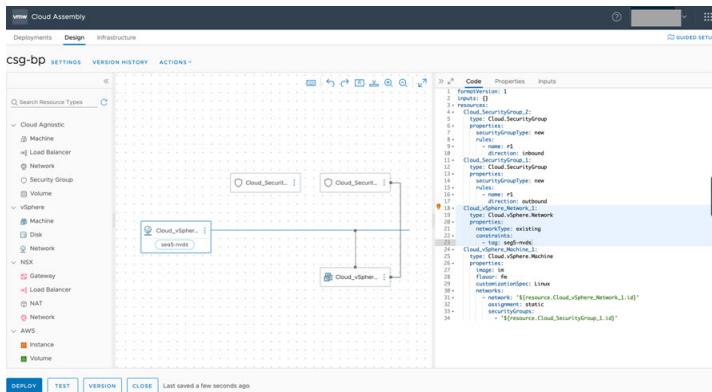 vmw Cloud Assembly
Deployments Design Infrastructure
GUIDED SETU
csg-bp SETTINGS VERSION HISTORY ACTIONS
Search Resource Types
Cloud Agnostic
Machine
Load Balancer
Network
Security Group
Volume
vSphere
Machine
Disk
Network
NSX
Gateway
Load Balancer
NAT
Network
AWS
Instance
Volume
Cloud_Securit...
Cloud_Securit...
Cloud_vSpher...
seg5-nvds
Cloud_vSpher...
Code Properties Inputs
1 formatVersion: 1
2 inputs: {}
3 resources:
4 Cloud_SecurityGroup_2:
5 type: Cloud.SecurityGroup
6 properties:
7 securityGroupType: new
8 rules:
9 - name: r1
10 direction: inbound
11 Cloud_SecurityGroup_1:
12 type: Cloud.SecurityGroup
13 properties:
14 securityGroupType: new
15 rules:
16 - name: r1
17 direction: outbound
18 Cloud_vSphere_Network_1:
19 type: Cloud.vSphere.Network
20 properties:
21 networkType: existing
22 constraints:
23 - tag: seg5-nvds
24 Cloud_vSphere_Machine_1:
25 type: Cloud.vSphere.Machine
26 properties:
27 image: im
28 flavor: fm
29 customizationSpec: Linux
30 networks:
31 - network: '${resource.Cloud_vSphere_Network_1.id}'
32 assignment: static
33 securityGroups:
34 - '${resource.Cloud_SecurityGroup_1.id}'
DEPLOY TEST VERSION CLOSE Last saved a few seconds ago